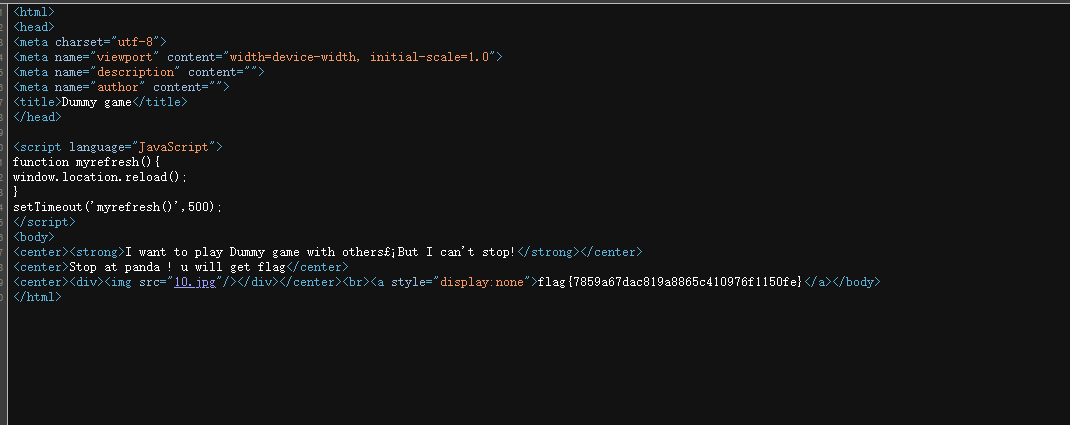 <html>
<head>
<meta charset="utf-8">
<meta name="viewport" content="width=device-width, initial-scale=1.0">
<meta name="description" content="">
<meta name="author" content="">
<title>Dummy game</title>
</head>
<script language="JavaScript">
function myrefresh(){
window.location.reload();
}
setTimeout('myrefresh()',500);
</script>
<body>
<center><strong>I want to play Dummy game with others£¡But I can't stop!</strong></center>
<center>Stop at panda ! u will get flag</center>
<center><div><img src="10.jpg"/></div></center><br><a style="display:none">flag{7859a67dac819a8865c410976f1150fe}</a></body>
</html>